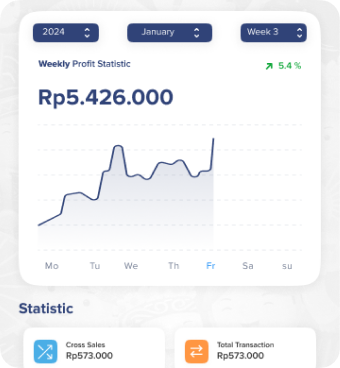 2024 January Week 3
Weekly Profit Statistic 5.4 %
Rp5.426.000
Mo Tu We Th Fr Sa su
Statistic
Cross Sales
Rp573.000
Total Transaction
Rp573.000